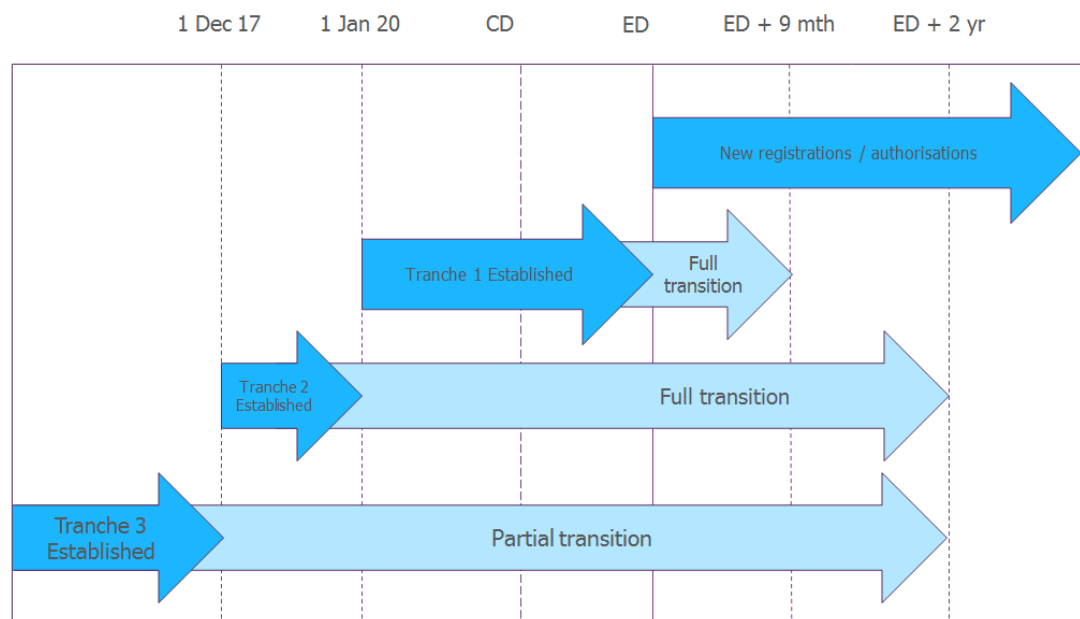 1 Dec 17 1 Jan 20 CD ED ED + 9 mth ED + 2 yr
New registrations / authorisations
Tranche 1 Established
Full
transition
Tranche 2
Established
Full transition
Tranche 3
Established
Partial transition